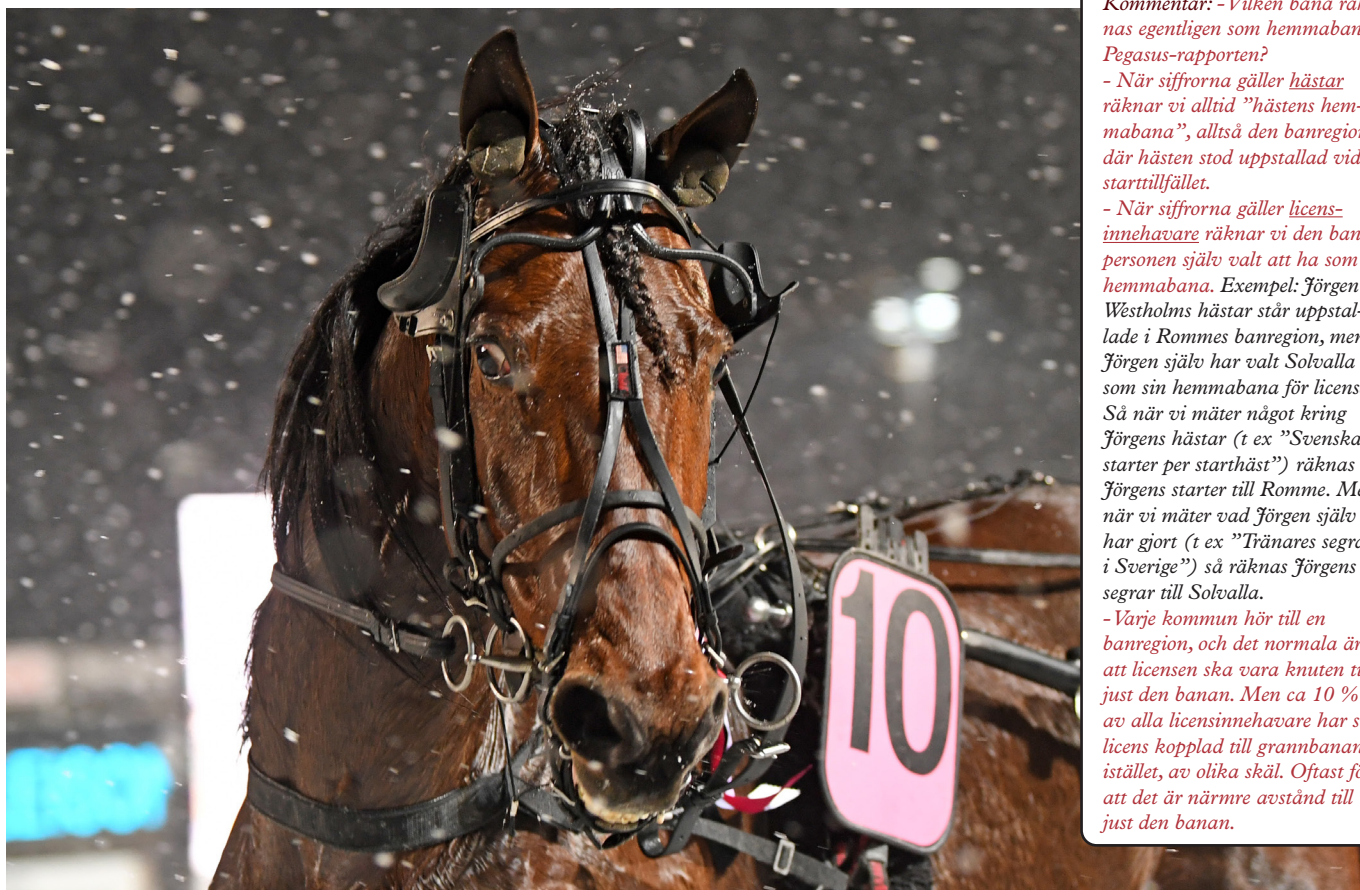 Kommentar: - Vilken bana räk-
nas egentligen som hemmaban
Pegasus-rapporten?
- När siffrorna gäller hästar
räknar vi alltid ”hästens hem-
mabana”, alltså den banregion
där hästen stod uppstallad vid
starttillfället.
- När siffrorna gäller licens-
innehavare räknar vi den ban
personen själv valt att ha som
hemmabana. Exempel: Jörgen
Westholms hästar står uppstal-
lade i Rommes banregion, men
Jörgen själv har valt Solvalla
som sin hemmabana för licens
Så när vi mäter något kring
Jörgens hästar (t ex ”Svenska
starter per starthäst”) räknas
Jörgens starter till Romme. Me
när vi mäter vad Jörgen själv
har gjort (t ex ”Tränares segra
i Sverige”) så räknas Jörgens
segrar till Solvalla.
- Varje kommun hör till en
banregion, och det normala är
att licensen ska vara knuten ti
just den banan. Men ca 10 %
av alla licensinnehavare har s
licens kopplad till grannbanan
istället, av olika skäl. Oftast fö
att det är närmre avstånd till
just den banan.
10